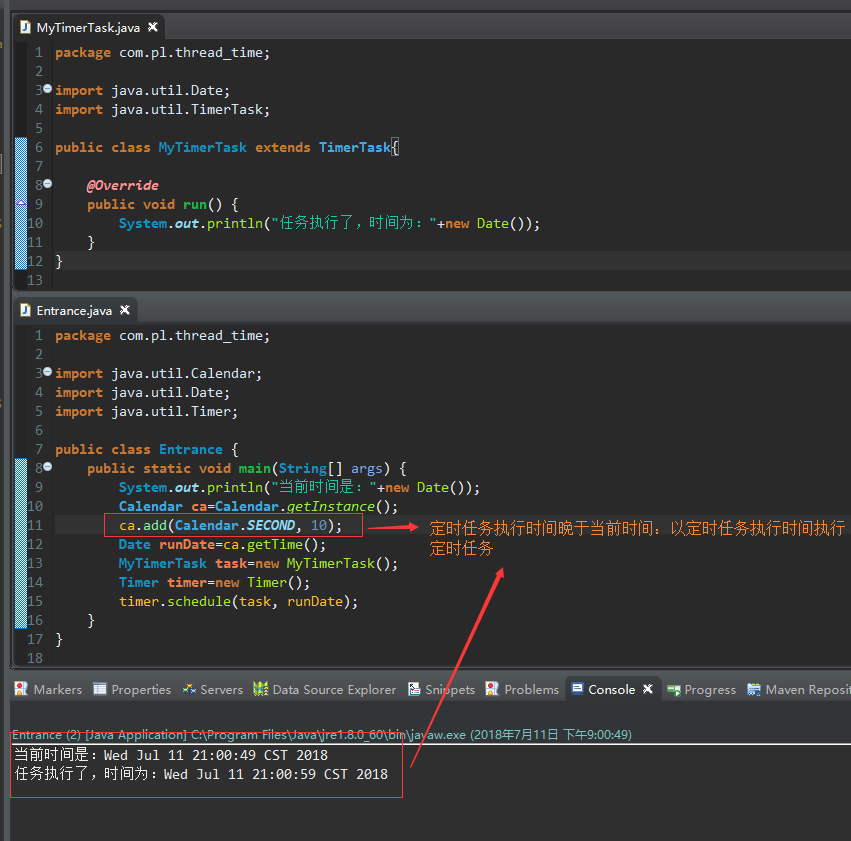 MyTimerTask.java
1 package com.pl.thread_time;
2
3 import java.util.Date;
4 import java.util.TimerTask;
5
6 public class MyTimerTask extends TimerTask{
7
8 @Override
9 public void run() {
10 System.out.println("任务执行了，时间为："+new Date());
11 }
12 }
13
Entrance.java
1 package com.pl.thread_time;
2
3 import java.util.Calendar;
4 import java.util.Date;
5 import java.util.Timer;
6
7 public class Entrance {
8 public static void main(String[] args) {
9 System.out.println("当前时间是："+new Date());
10 Calendar ca=Calendar.getInstance();
11 ca.add(Calendar.SECOND, 10);
定时任务执行时间晚于当前时间：以定时任务执行时间执行
定时任务
12 Date runDate=ca.getTime();
13 MyTimerTask task=new MyTimerTask();
14 Timer timer=new Timer();
15 timer.schedule(task, runDate);
16 }
17 }
18
Markers Properties Servers Data Source Explorer Snippets Problems Console Progress Maven Reposit
Entrance (2) [Java Application] C:\Program Files\Java\jre1.8.0_60\bin\javaw.exe (2018年7月11日 下午9:00:49)
当前时间是：Wed Jul 11 21:00:49 CST 2018
任务执行了，时间为：Wed Jul 11 21:00:59 CST 2018